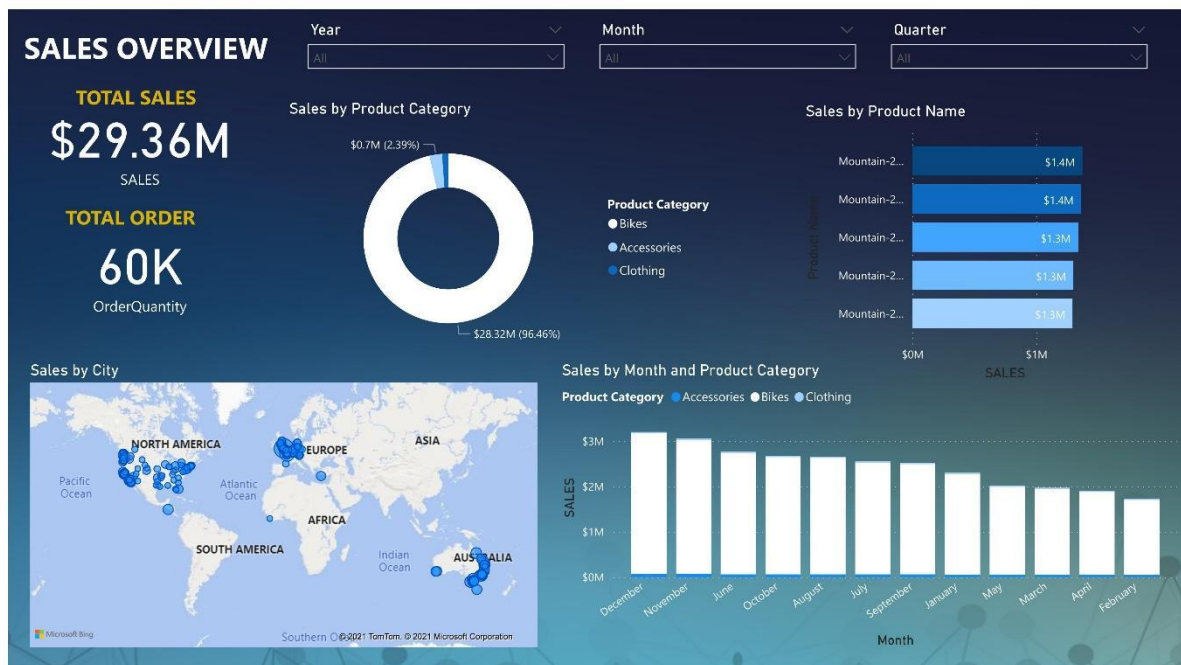 SALES OVERVIEW
Year
All
Month
All
Quarter
All
TOTAL SALES
$29.36M
SALES
TOTAL ORDER
60K
OrderQuantity
Sales by Product Category
$0.7M (2.39%)
$28.32M (96.46%)
Product Category
Bikes
Accessories
Clothing
Sales by Product Name
Product Name
Mountain-2...
$1.4M
Mountain-2...
$1.4M
Mountain-2...
$1.3M
Mountain-2...
$1.3M
Mountain-2...
$1.3M
$0M
$1M
SALES
Sales by City
NORTH AMERICA
EUROPE
ASIA
Pacific
Ocean
Atlantic
Ocean
AFRICA
SOUTH AMERICA
Indian
Ocean
AUSTRALIA
Microsoft Bing
Southern
© 2021 TomTom, © 2021 Microsoft Corporation
Sales by Month and Product Category
Product Category Accessories Bikes Clothing
SALES
$3M
$2M
$1M
$0M
December
November
June
October
August
July
September
January
May
March
April
February
Month